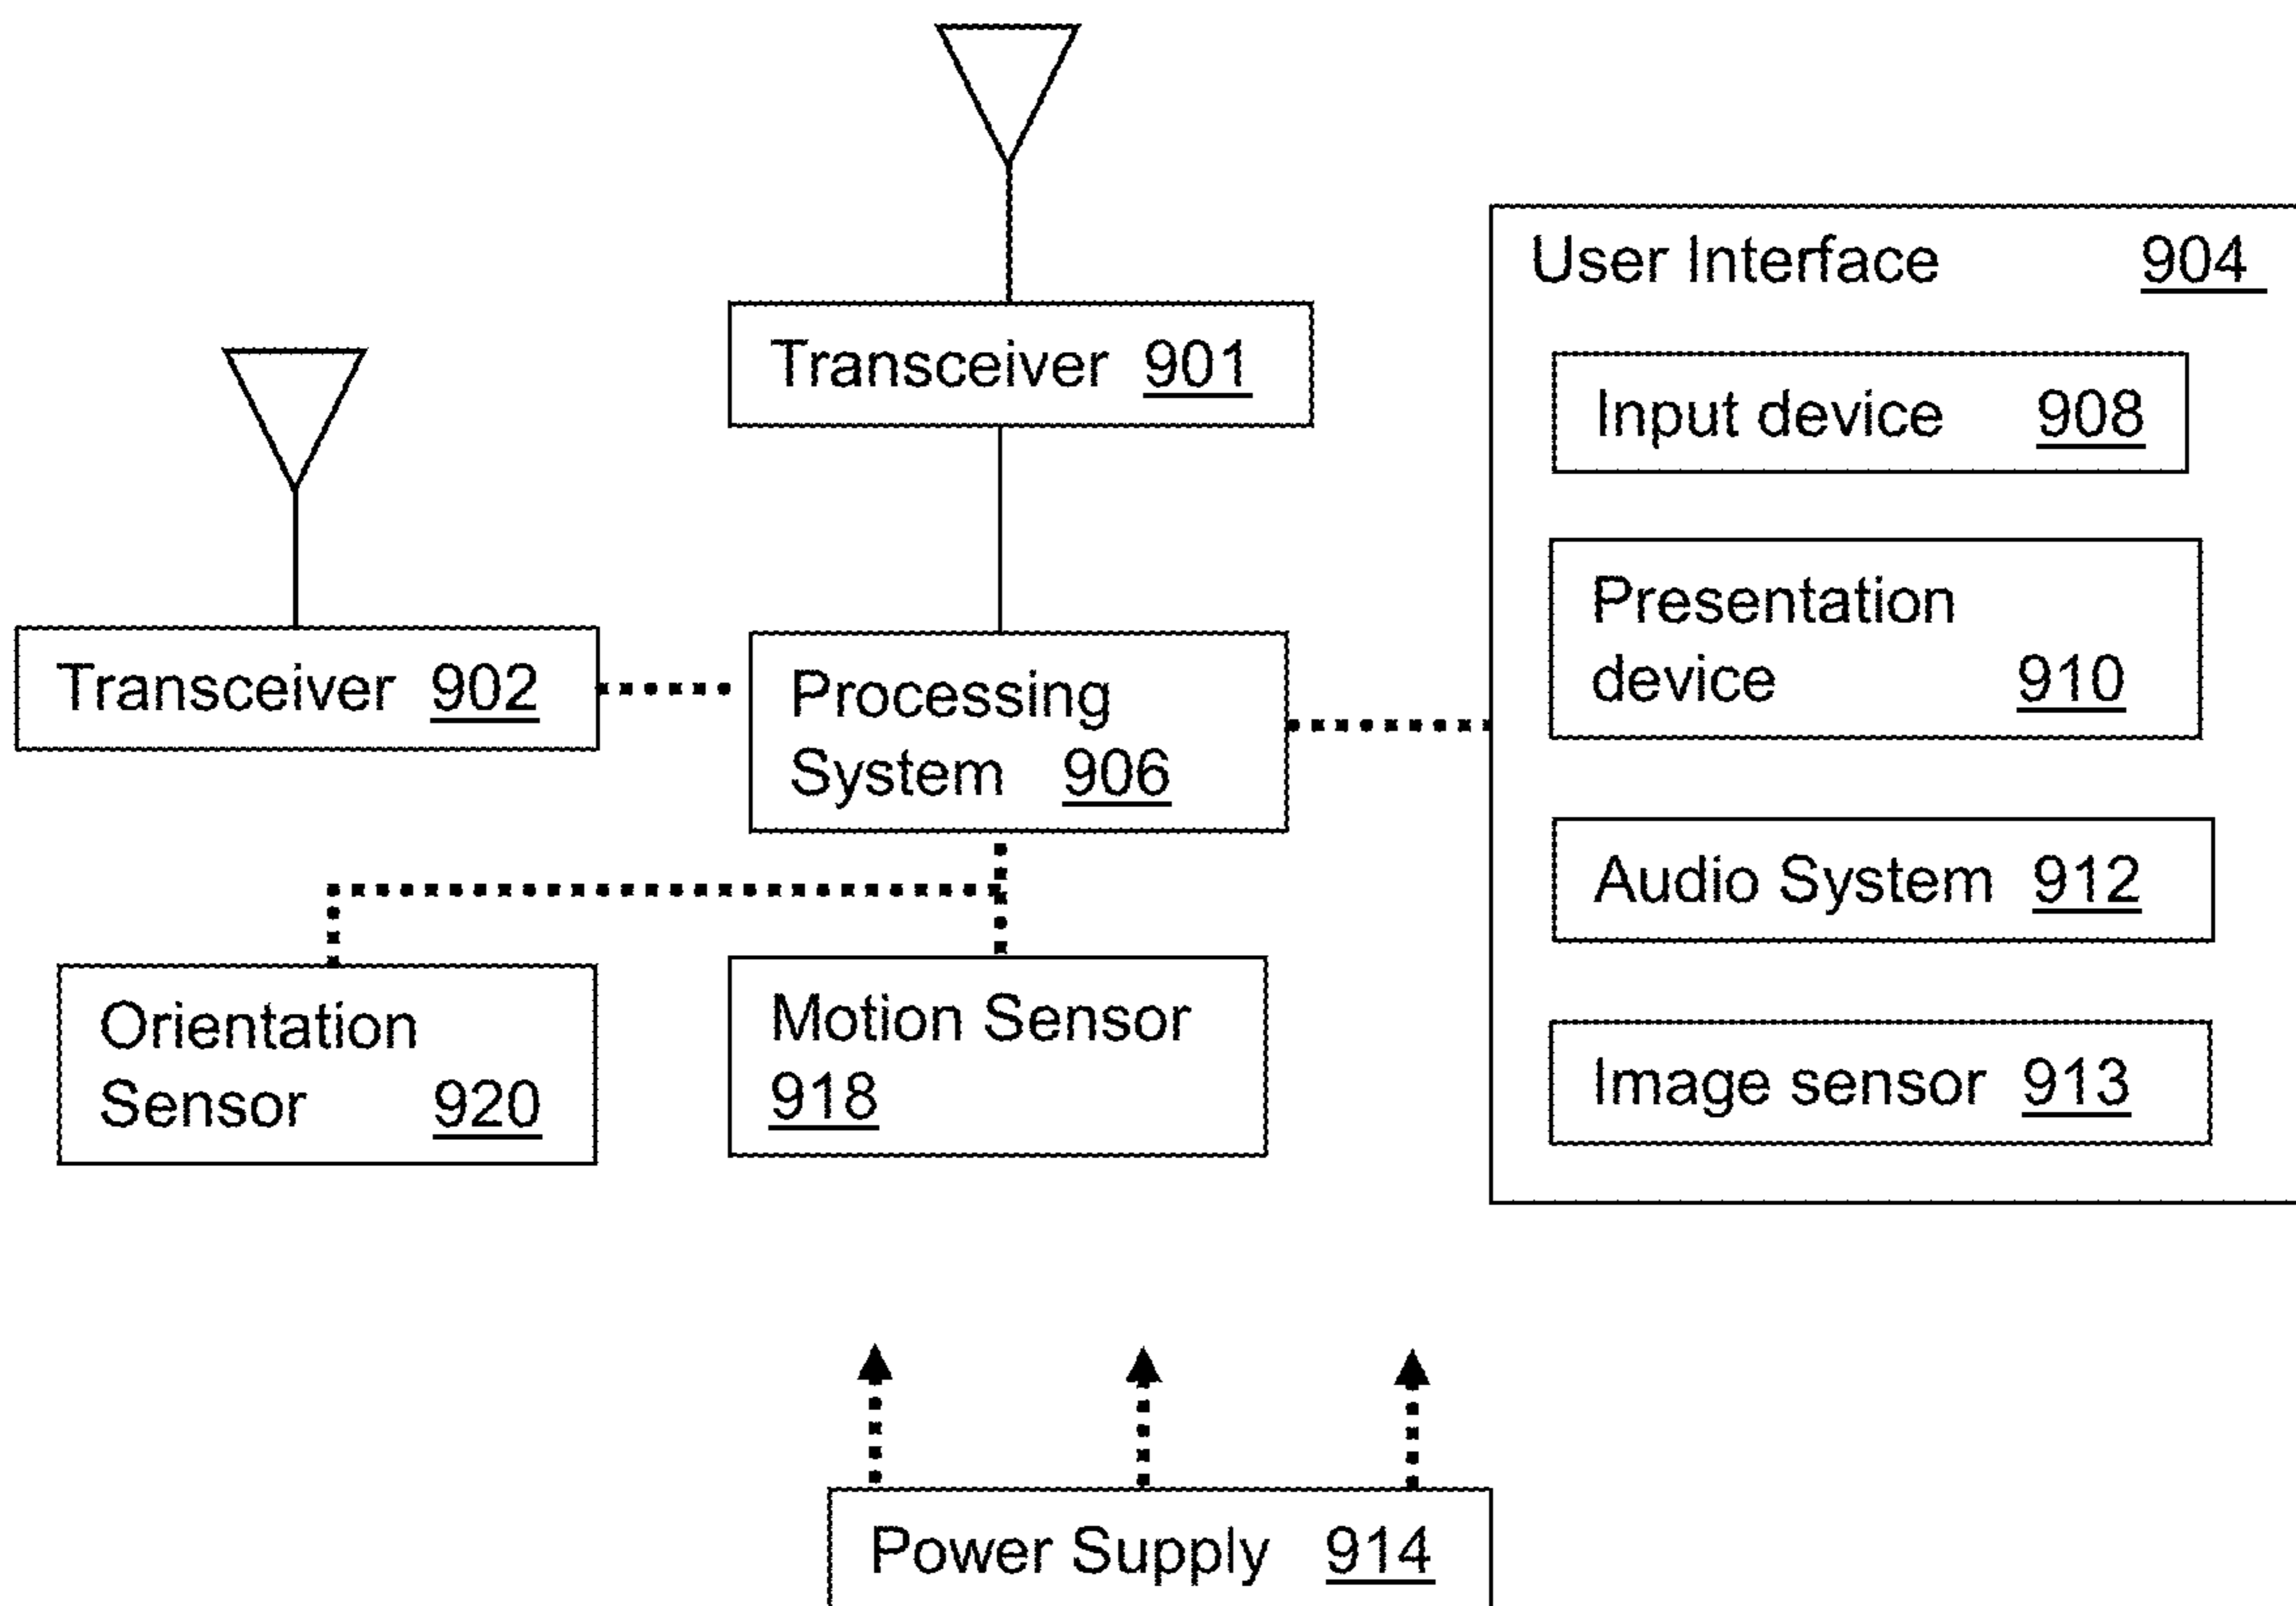 User Interface 904
Transceiver 901
Input device 908
Presentation
device 910
Transceiver 902
Processing
System 906
Audio System 912
Orientation
Sensor 920
Motion Sensor
918
Image sensor 913
Power Supply 914